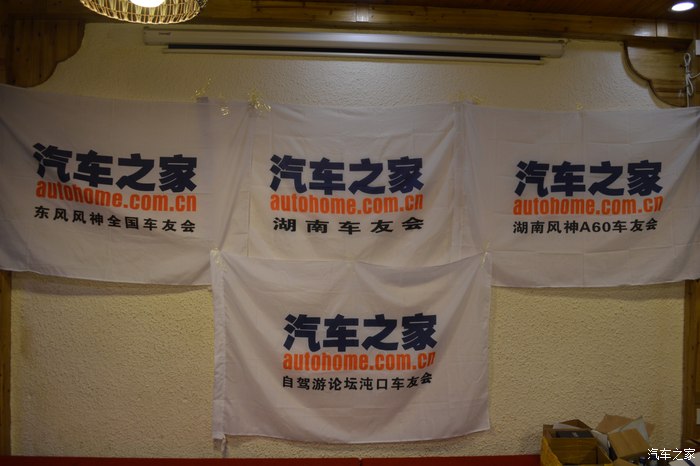 汽车之家
autohome.com.cn
东风风神全国车友会
汽车之家
autohome.com.cn
湖南车友会
汽车之家
autohome.com.cn
湖南风神A60车友会
汽车之家
autohome.com.cn
自驾游论坛沌口车友会
汽车之家